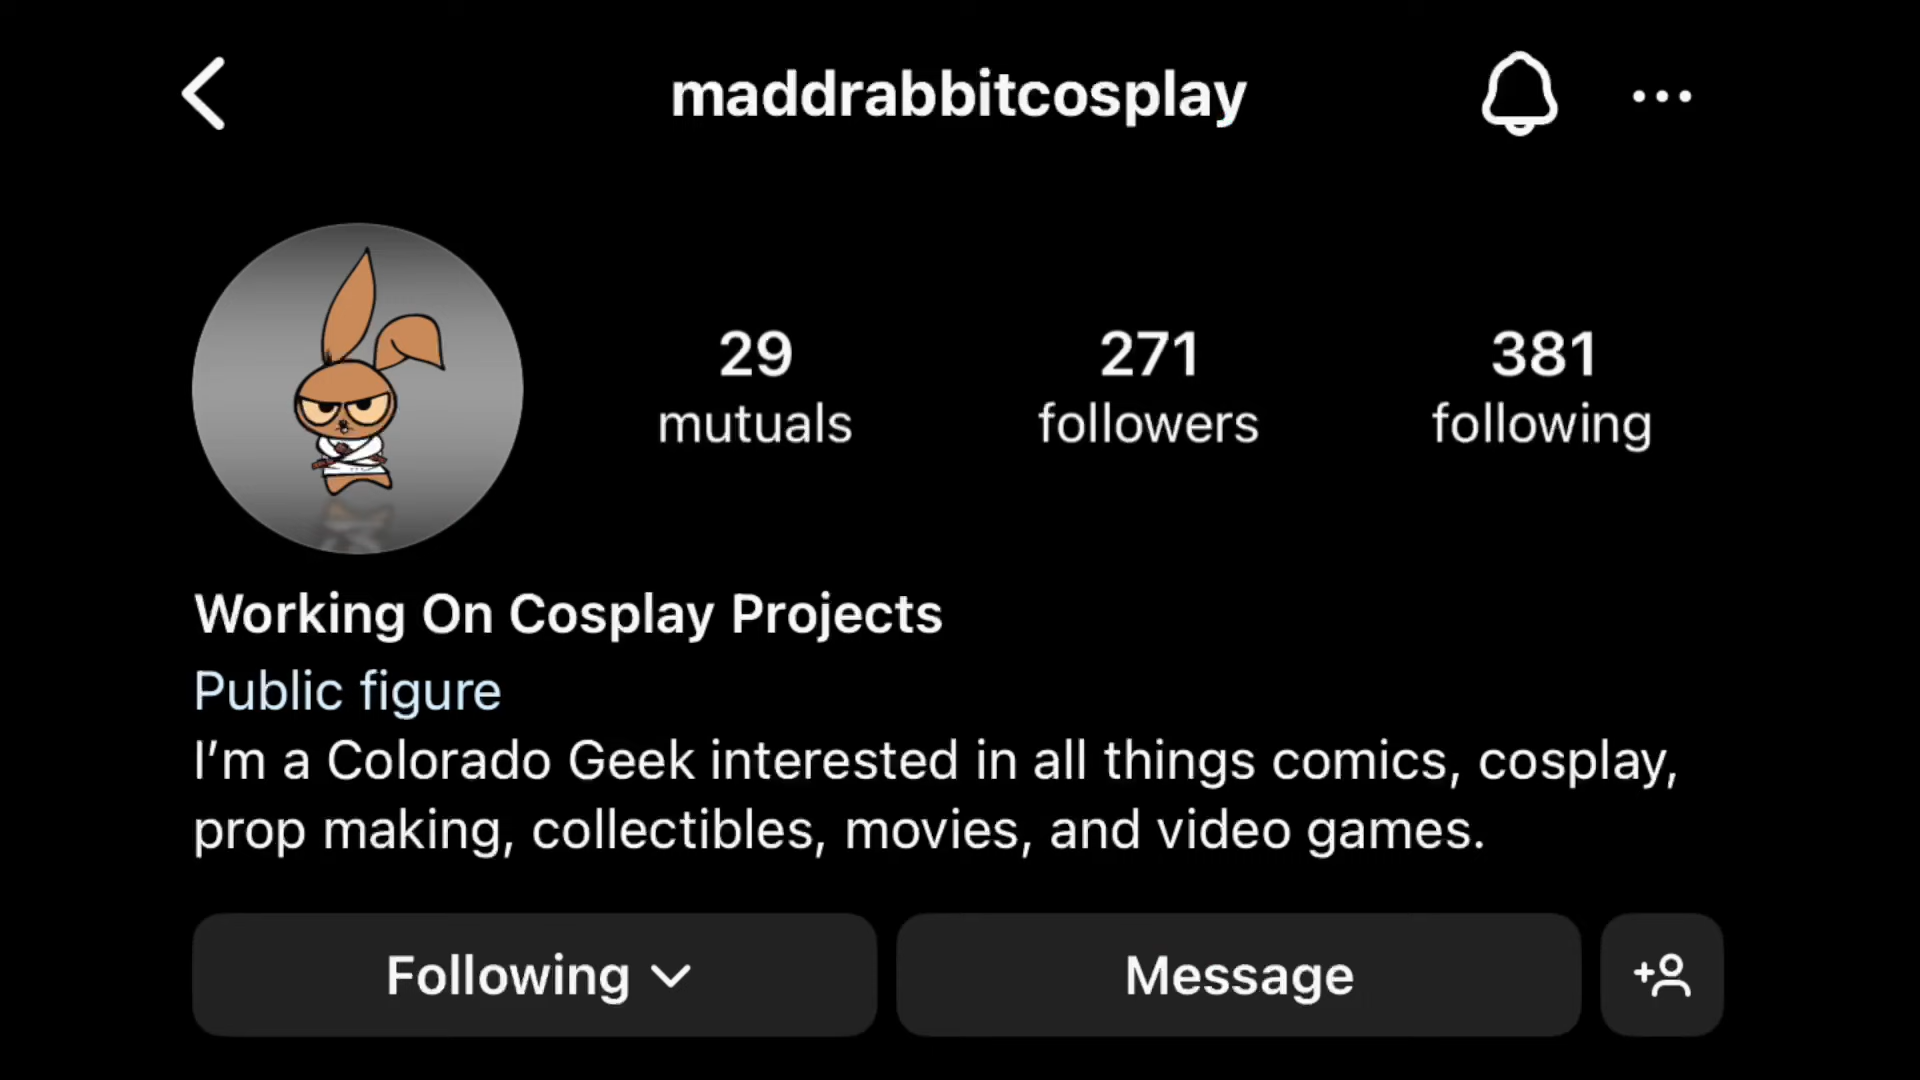 maddrabbitcosplay
29 271 381
mutuals followers following
Working On Cosplay Projects
Public figure
I’m a Colorado Geek interested in all things comics, cosplay,
prop making, collectibles, movies, and video games.
Following Message